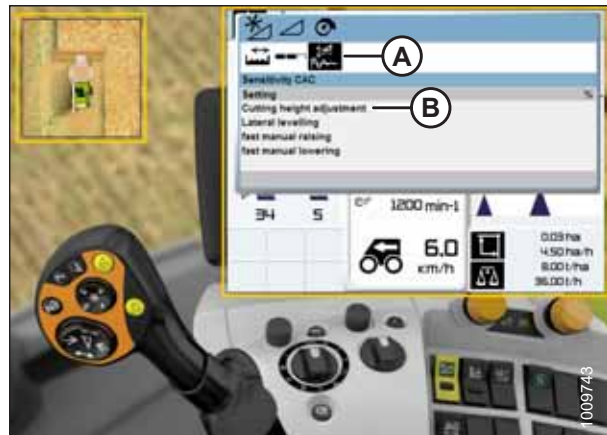 A
Sensitivity CAC
Setting %
Cutting height adjustment
B
Lateral levelling
fast manual raising
fast manual lowering
34 5
1200 min-1
6.0
km/h
0.03 ha
4.50 ha/h
8.00 t/ha
36.00 t/h
1009743